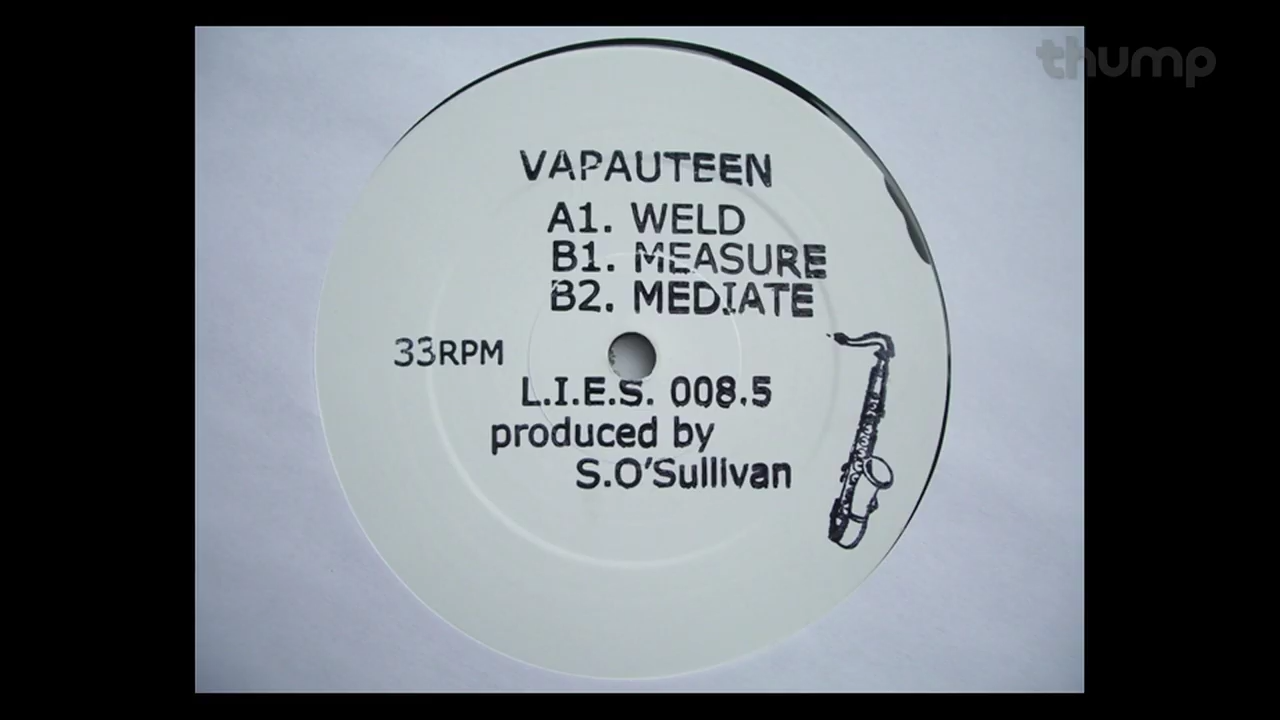 thump
VAPAUTEEN
A1. WELD
B1. MEASURE
B2. MEDIATE
33RPM
L.I.E.S. 008.5
produced by
S.O'Sullivan